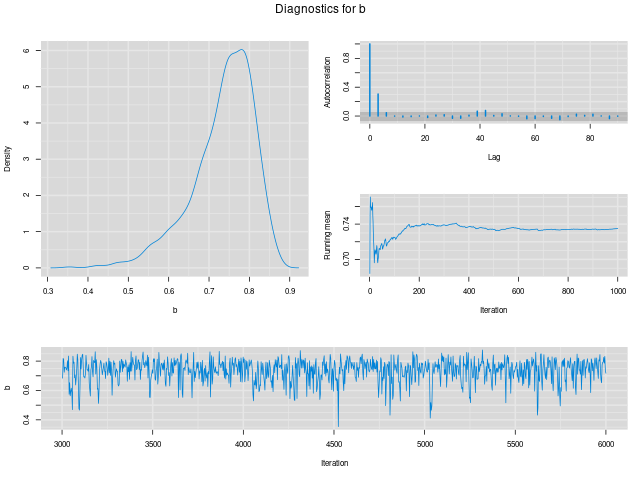 Diagnostics for b
Density
0
1
2
3
4
5
6
0.3 0.4 0.5 0.6 0.7 0.8 0.9
b
Autocorrelation
0.0
0.4
0.8
0 20 40 60 80
Lag
Running mean
0.70
0.74
0 200 400 600 800 1000
Iteration
b
0.4
0.6
0.8
3000 3500 4000 4500 5000 5500 6000
Iteration